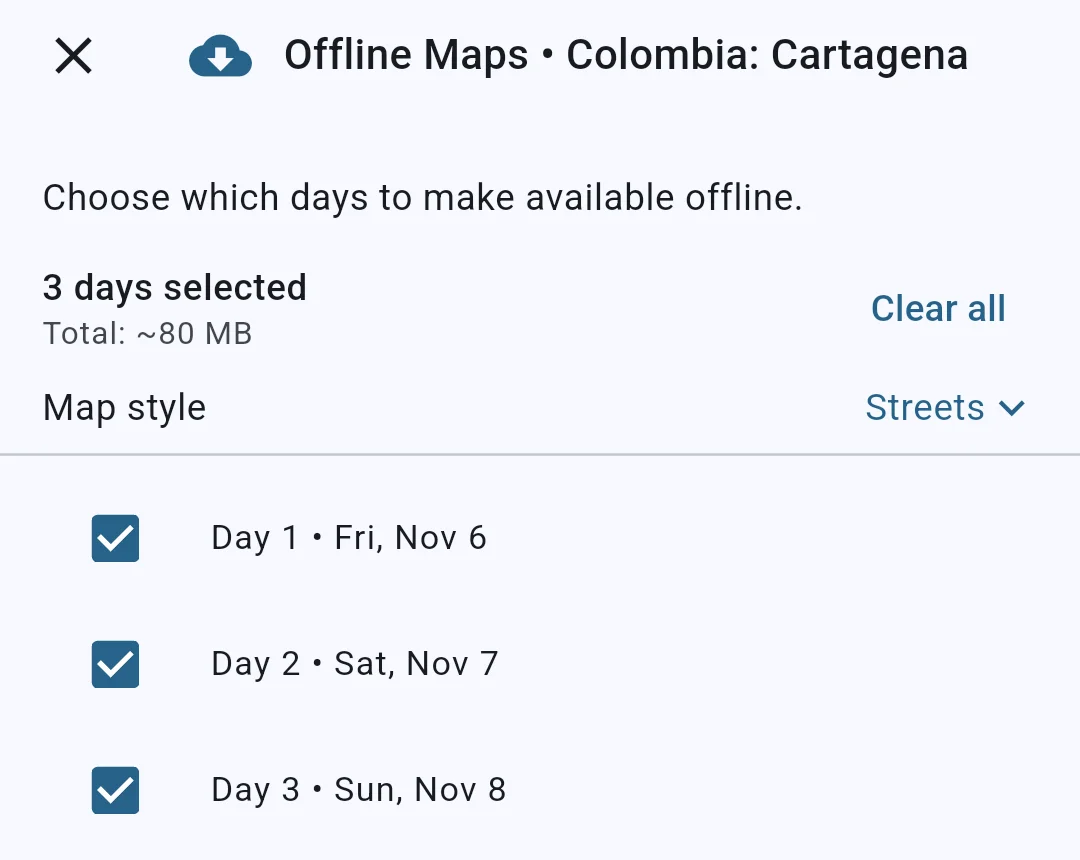 Offline Maps • Colombia: Cartagena
Choose which days to make available offline.
3 days selected
Total: ~80 MB
Clear all
Map style
Streets
Day 1 • Fri, Nov 6
Day 2 • Sat, Nov 7
Day 3 • Sun, Nov 8